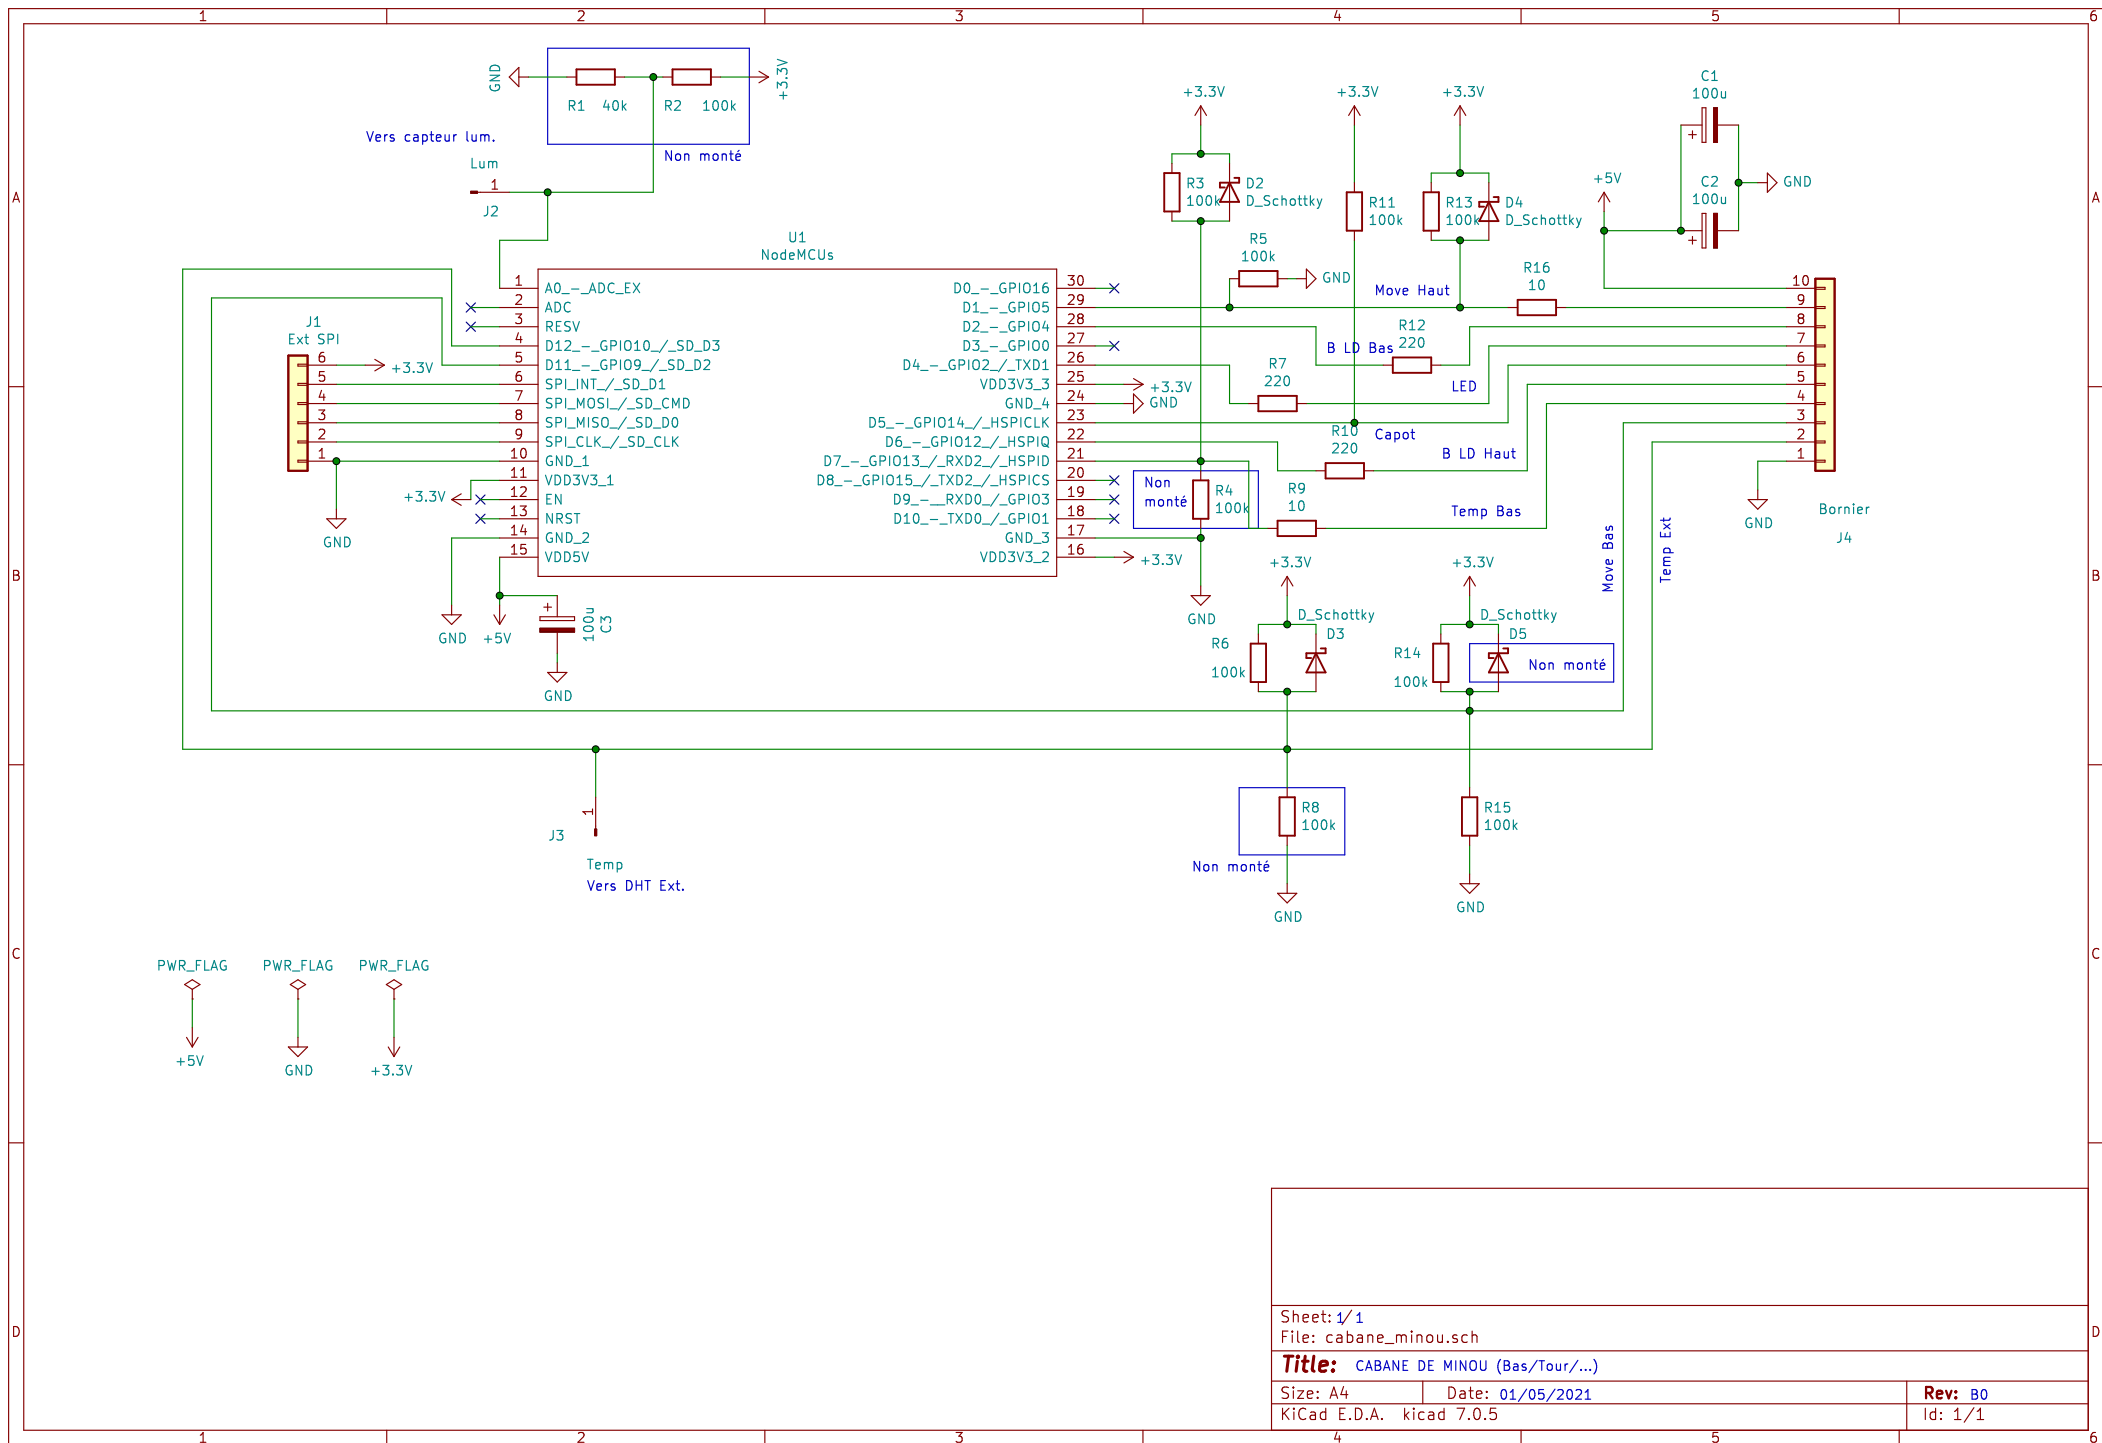 1 2 3 4 5 6
A
B
C
D
GND
R1 40k
R2 100k
+3.3V
Non monté
Vers capteur lum.
Lum
1
J2
U1
NodeMCUs
1 A0_-_ADC_EX
2 ADC
3 RESV
4 D12_-_GPIO10_/_SD_D3
5 D11_-_GPIO9_/_SD_D2
6 SPI_INT_/_SD_D1
7 SPI_MOSI_/_SD_CMD
8 SPI_MISO_/_SD_D0
9 SPI_CLK_/_SD_CLK
10 GND_1
11 VDD3V3_1
12 EN
13 NRST
14 GND_2
15 VDD5V
D0_-_GPIO16 30
D1_-_GPIO5 29
D2_-_GPIO4 28
D3_-_GPIO0 27
D4_-_GPIO2_/_TXD1 26
VDD3V3_3 25
GND_4 24
D5_-_GPIO14_/_HSPICLK 23
D6_-_GPIO12_/_HSPIQ 22
D7_-_GPIO13_/_RXD2_/_HSPID 21
D8_-_GPIO15_/_TXD2_/_HSPICS 20
D9_-__RXD0_/_GPIO3 19
D10_-_TXD0_/_GPIO1 18
GND_3 17
VDD3V3_2 16
J1
Ext SPI
6
5
4
3
2
1
+3.3V
GND
+3.3V
GND
+5V
100u
C3
GND
+3.3V
R3
100k
D2
D_Schottky
R5
100k
GND
+3.3V
R11
100k
+3.3V
R13
100k
D4
D_Schottky
C1
100u
C2
100u
GND
+5V
Move Haut
R16
10
B LD Bas
R12
220
R7
220
LED
+3.3V
GND
Capot
R10
220
B LD Haut
Non
monté
R4
100k
R9
10
Temp Bas
+3.3V
GND
10
9
8
7
6
5
4
3
2
1
GND
Bornier
J4
Move Bas
Temp Ext
+3.3V
D_Schottky
D3
R6
100k
+3.3V
D_Schottky
D5
R14
100k
Non monté
R8
100k
Non monté
GND
R15
100k
GND
1
J3
Temp
Vers DHT Ext.
PWR_FLAG
+5V
PWR_FLAG
GND
PWR_FLAG
+3.3V
Sheet: 1/ 1
File: cabane_minou.sch
Title: CABANE DE MINOU (Bas/Tour/...)
Size: A4 Date: 01/05/2021 Rev: B0
KiCad E.D.A. kicad 7.0.5 Id: 1/1
A
B
C
D
1 2 3 4 5 6